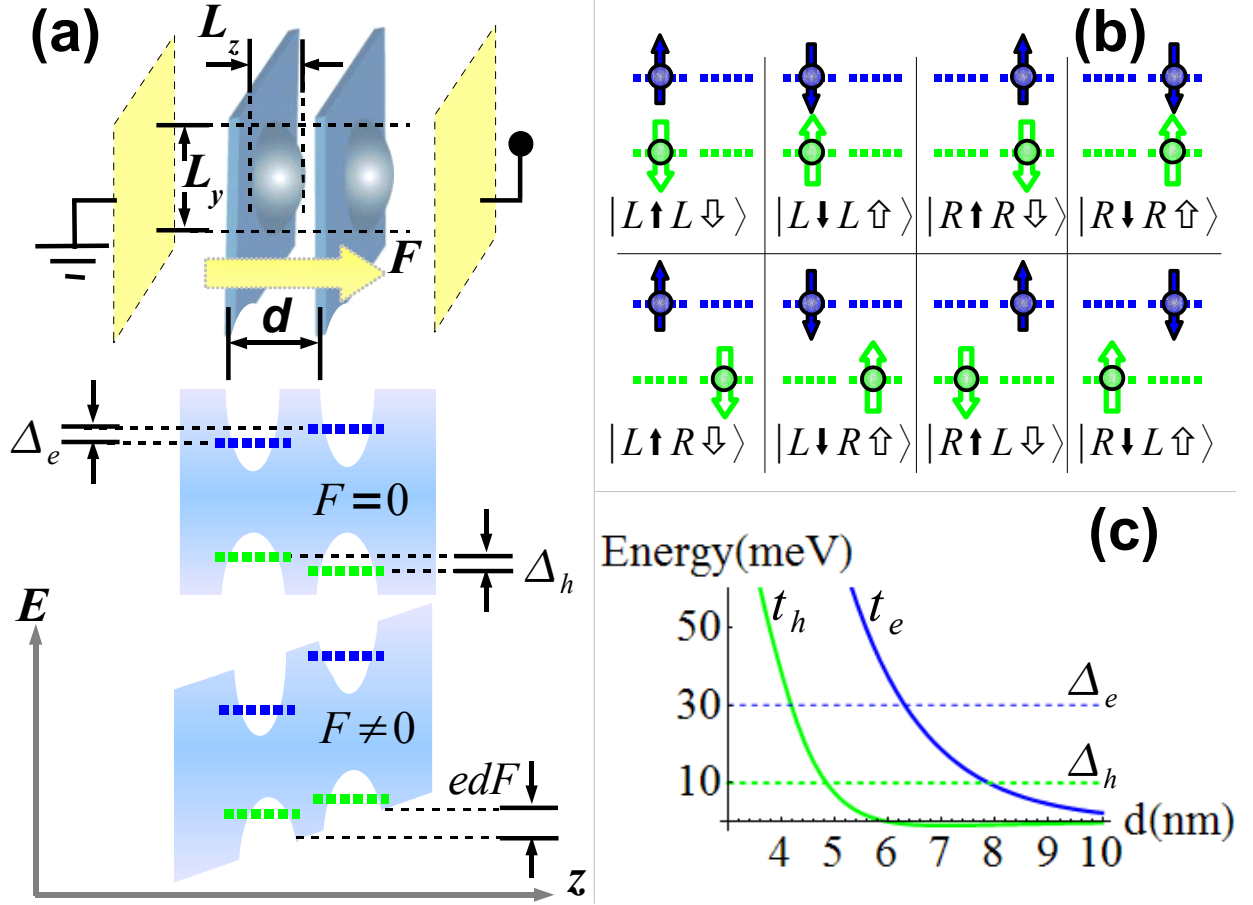 (a)
L_z
L_y
F
d
Δ_e
F=0
Δ_h
E
F≠0
edF
z
(b)
|L⬆L⇩⟩ |L⬇L⇧⟩ |R⬆R⇩⟩ |R⬇R⇧⟩
|L⬆R⇩⟩ |L⬇R⇧⟩ |R⬆L⇩⟩ |R⬇L⇧⟩
(c)
Energy(meV)
t_h t_e
50
Δ_e
30
Δ_h
10
d(nm)
4 5 6 7 8 9 10